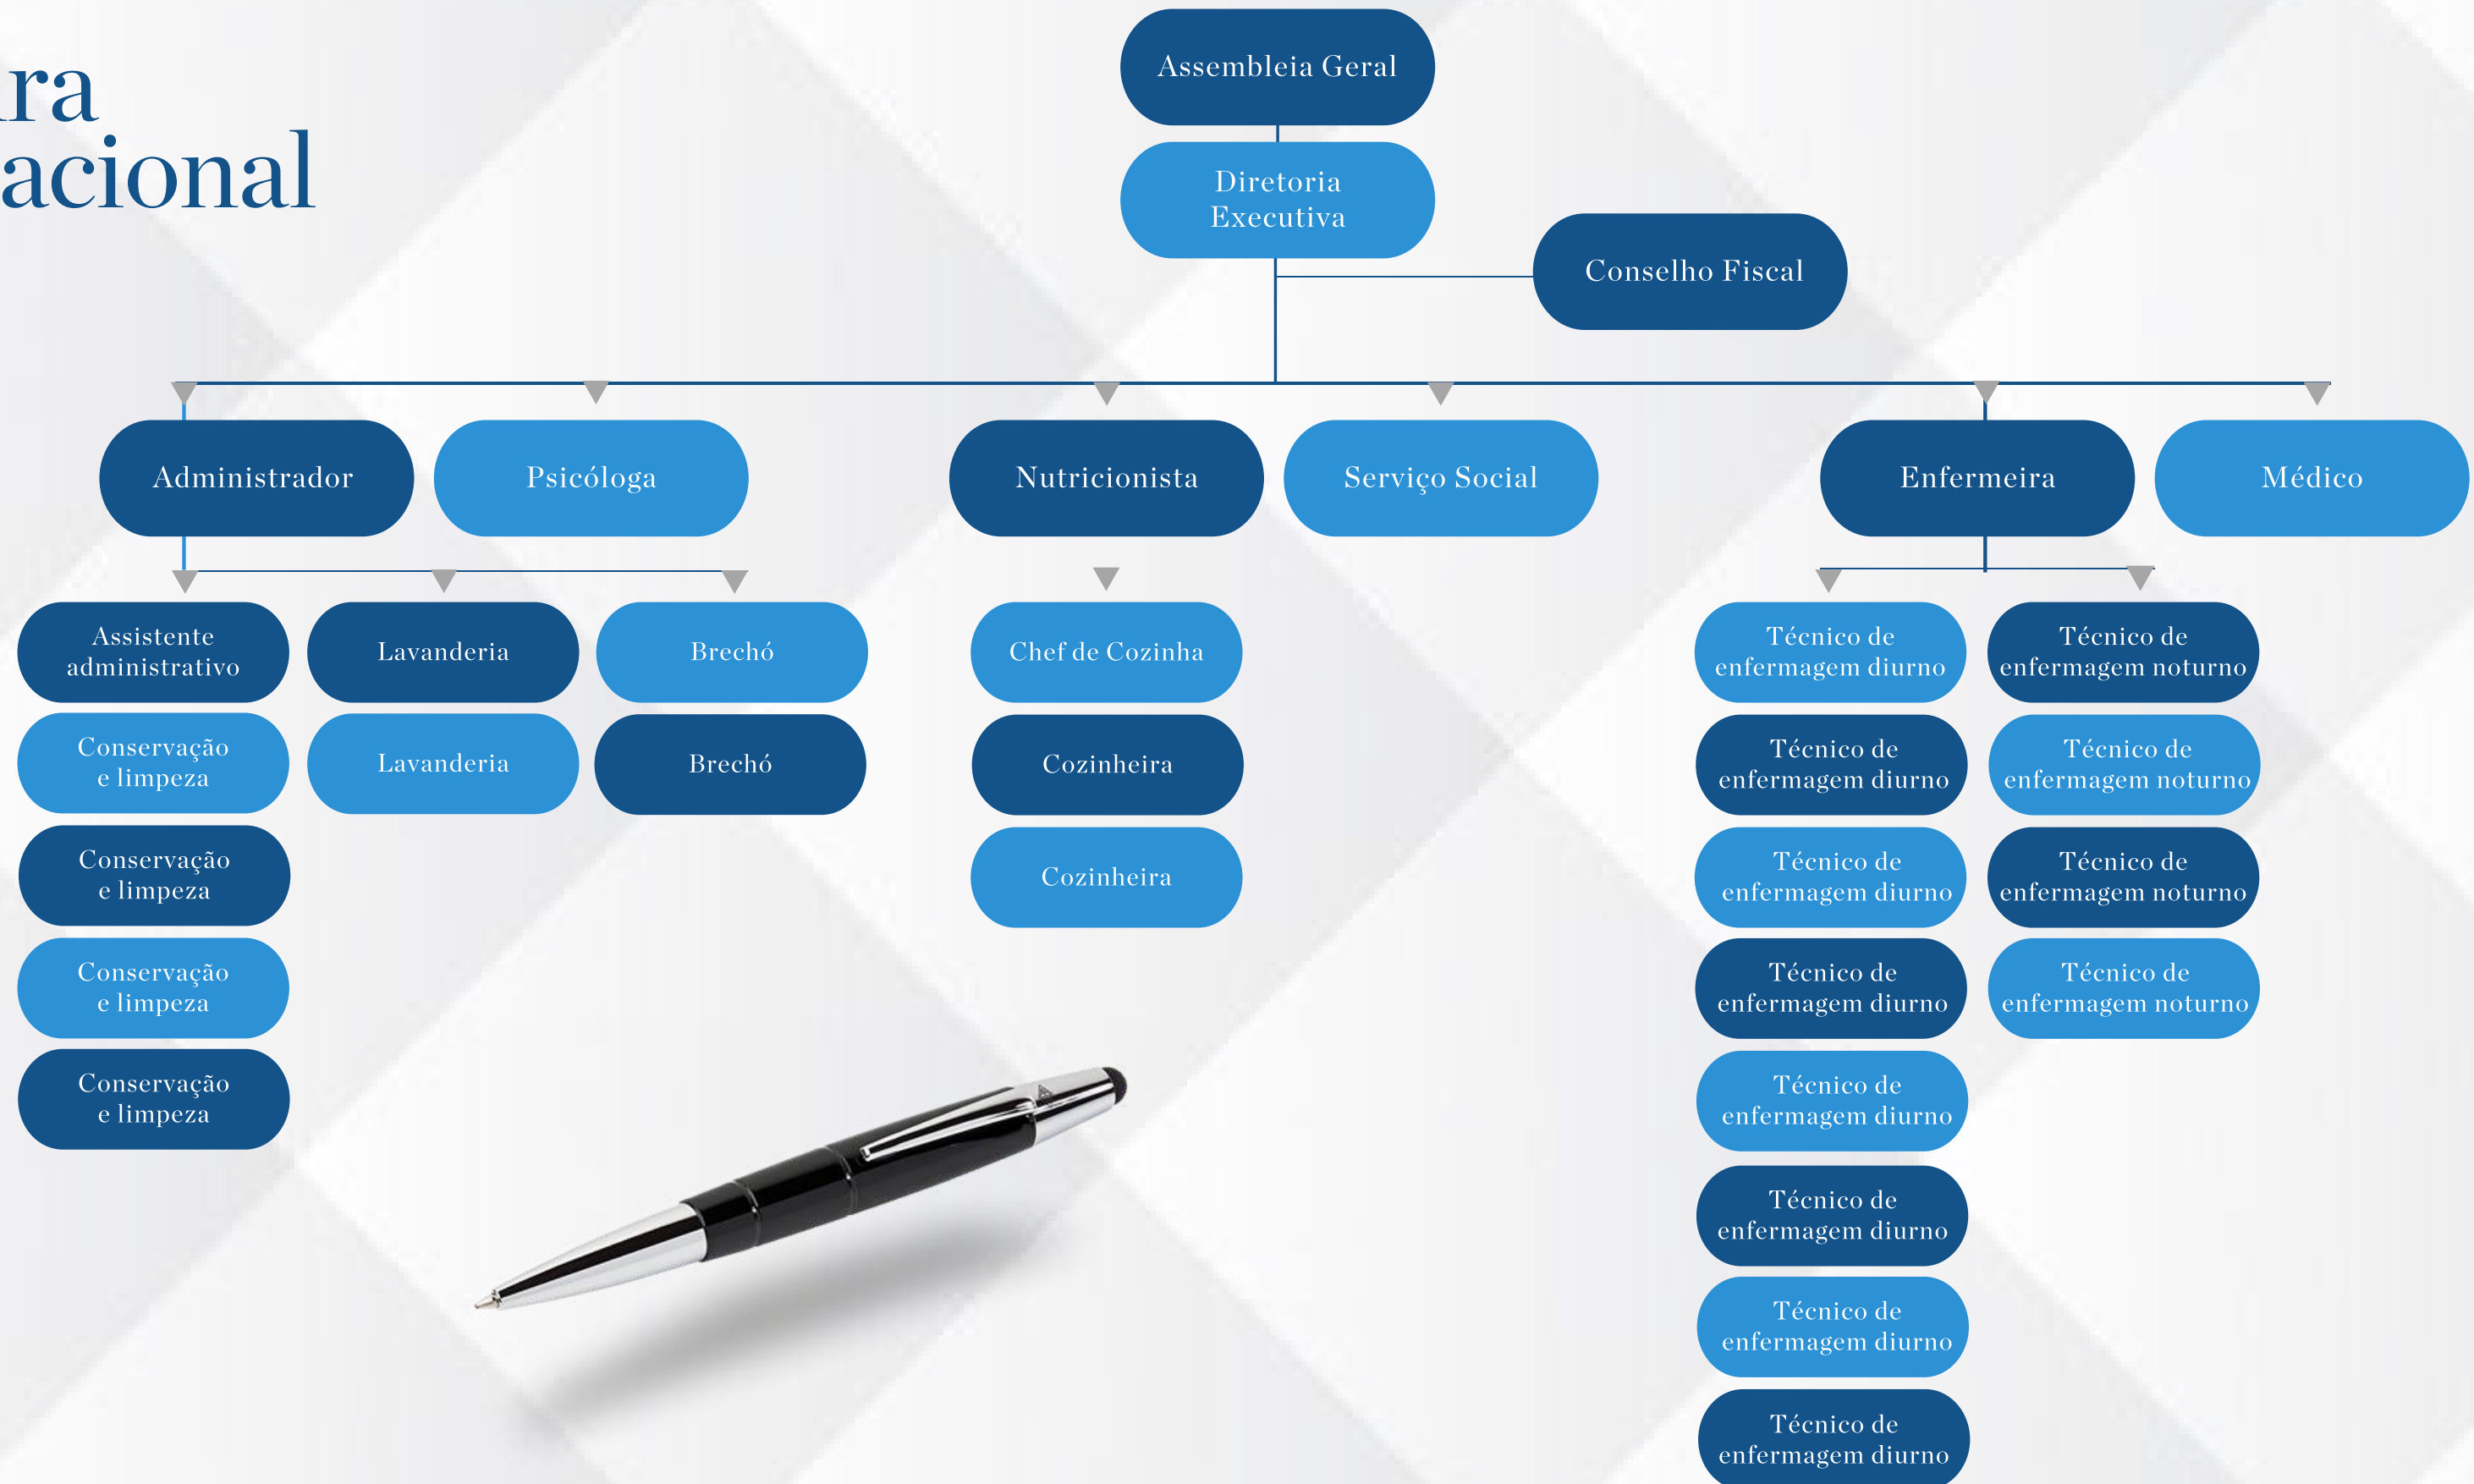 ra
acional
Assembleia Geral
Diretoria
Executiva
Conselho Fiscal
Administrador
Psicóloga
Nutricionista
Serviço Social
Enfermeira
Médico
Assistente
administrativo
Lavanderia
Brechó
Chef de Cozinha
Técnico de
enfermagem diurno
Técnico de
enfermagem noturno
Conservação
e limpeza
Lavanderia
Brechó
Cozinheira
Técnico de
enfermagem diurno
Técnico de
enfermagem noturno
Conservação
e limpeza
Cozinheira
Técnico de
enfermagem diurno
Técnico de
enfermagem noturno
Conservação
e limpeza
Técnico de
enfermagem diurno
Técnico de
enfermagem noturno
Conservação
e limpeza
Técnico de
enfermagem diurno
Técnico de
enfermagem diurno
Técnico de
enfermagem diurno
Técnico de
enfermagem diurno